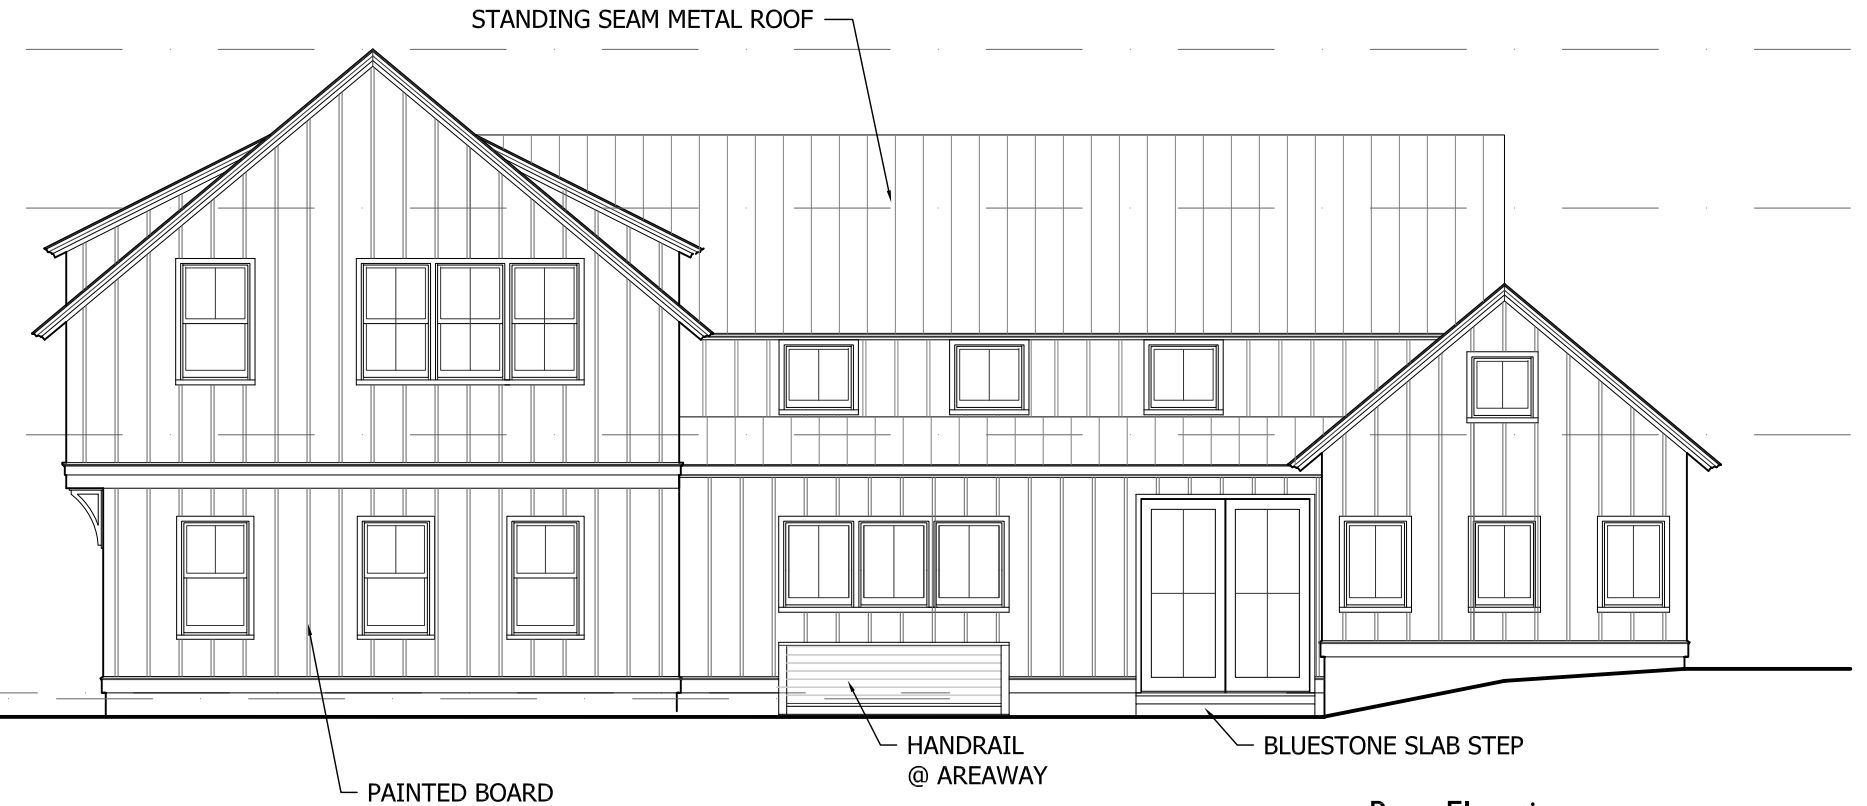 STANDING SEAM METAL ROOF
HANDRAIL
@ AREAWAY
BLUESTONE SLAB STEP
PAINTED BOARD